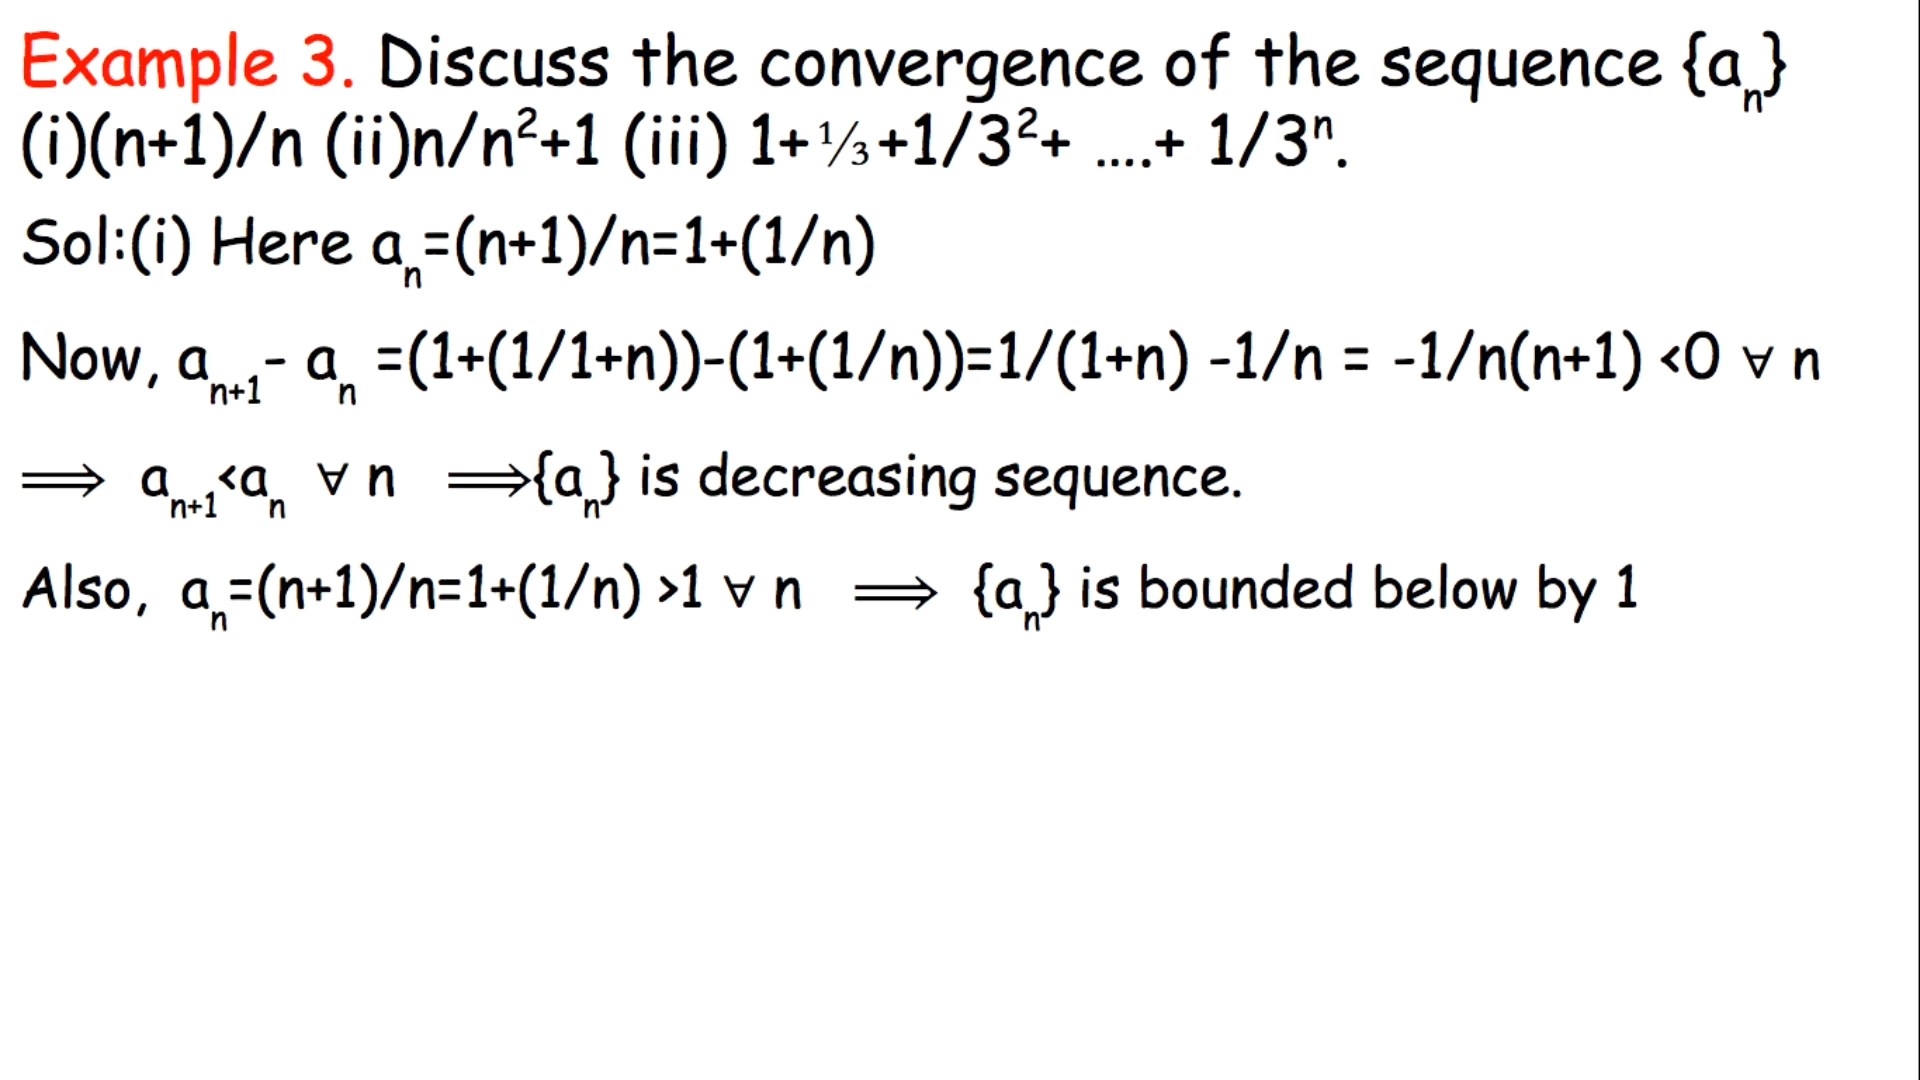 Example 3. Discuss the convergence of the sequence {aₙ}
(i)(n+1)/n (ii)n/n²+1 (iii) 1+⅓+1/3²+ ....+ 1/3ⁿ.
Sol:(i) Here aₙ=(n+1)/n=1+(1/n)
Now, aₙ₊₁- aₙ =(1+(1/1+n))-(1+(1/n))=1/(1+n) -1/n = -1/n(n+1) <0 ∀ n
⟹ aₙ₊₁<aₙ ∀ n ⟹{aₙ} is decreasing sequence.
Also, aₙ=(n+1)/n=1+(1/n) >1 ∀ n ⟹ {aₙ} is bounded below by 1